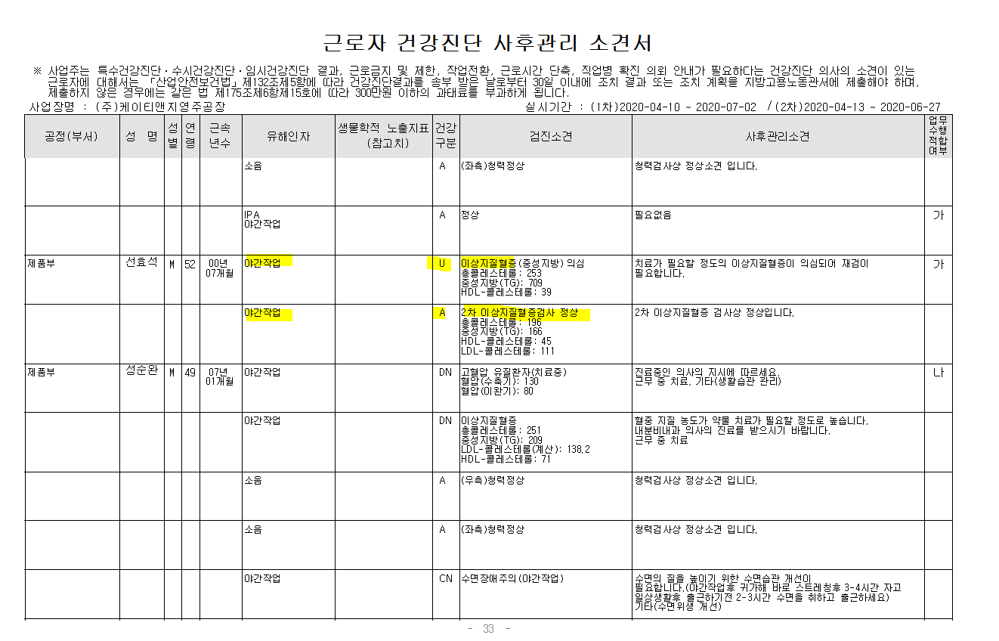 근로자 건강진단 사후관리 소견서
※ 사업주는 특수건강진단·수시건강진단·임시건강진단 결과, 근로금지 및 제한, 작업전환, 근로시간 단축, 직업병 확진 의뢰 안내가 필요하다는 건강진단 의사의 소견이 있는
근로자에 대해서는 「산업안전보건법」제132조제5항에 따라 건강진단결과를 송부 받은 날로부터 30일 이내에 조치 결과 또는 조치 계획을 지방고용노동관서에 제출해야 하며,
제출하지 않은 경우에는 같은 법 제175조제6항제15호에 따라 300만원 이하의 과태료를 부과하게 됩니다.
사업장명 : (주)케이티앤지영주공장 실시기간 : (1차)2020-04-10 ~ 2020-07-02 /(2차)2020-04-13 ~ 2020-06-27
공정(부서) 성 명 성별 연령 근속년수 유해인자 생물학적 노출지표(참고치) 건강구분 검진소견 사후관리소견 업무수행적합여부
소음 A (좌측)청력정상 청력검사상 정상소견 입니다.
IPA A 정상 필요없음 가
야간작업
제품부 선효석 M 52 00년 야간작업 U 이상지질혈증(중성지방)의심 치료가 필요할 정도의 이상지질혈증이 의심되어 재검이 가
07개월 총콜레스테롤: 253 필요합니다.
중성지방(TG): 709
HDL-콜레스테롤: 39
야간작업 A 2차 이상지질혈증검사 정상 2차 이상지질혈증 검사상 정상입니다.
총콜레스테롤: 196
중성지방(TG): 166
HDL-콜레스테롤: 45
LDL-콜레스테롤: 111
제품부 성순완 M 49 07년 야간작업 DN 고혈압 유질환자(치료중) 진료중인 의사의 지시에 따르세요. 나
01개월 혈압(수축기): 130 근무 중 치료, 기타(생활습관 관리)
혈압(이완기): 80
야간작업 DN 이상지질혈증 혈중 지질 농도가 약물 치료가 필요할 정도로 높습니다.
총콜레스테롤: 251 내분비내과 의사의 진료를 받으시기 바랍니다.
중성지방(TG): 209 근무 중 치료
LDL-콜레스테롤(계산): 138.2
HDL-콜레스테롤: 71
소음 A (우측)청력정상 청력검사상 정상소견 입니다.
소음 A (좌측)청력정상 청력검사상 정상소견 입니다.
야간작업 CN 수면장애주의(야간작업) 수면의 질을 높이기 위한 수면습관 개선이
필요합니다.(야간작업후 귀가해 바로 스트레칭후 3-4시간 자고
일상생활후 출근하기전 2-3시간 수면을 취하고 출근하세요)
기타(수면위생 개선)
- 33 -